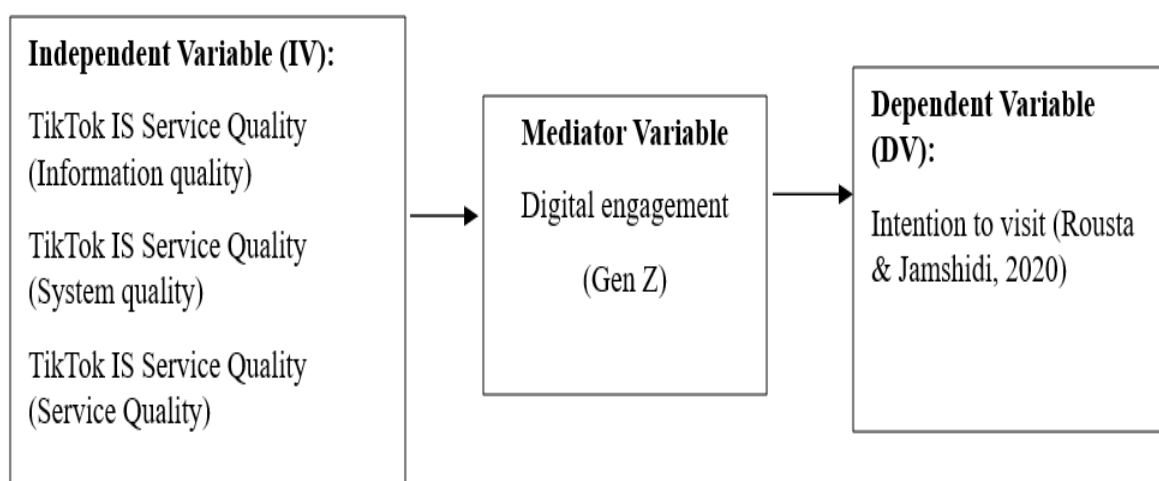 Independent Variable (IV):
TikTok IS Service Quality
(Information quality)
TikTok IS Service Quality
(System quality)
TikTok IS Service Quality
(Service Quality)
Mediator Variable
Digital engagement
(Gen Z)
Dependent Variable
(DV):
Intention to visit (Rousta
& Jamshidi, 2020)